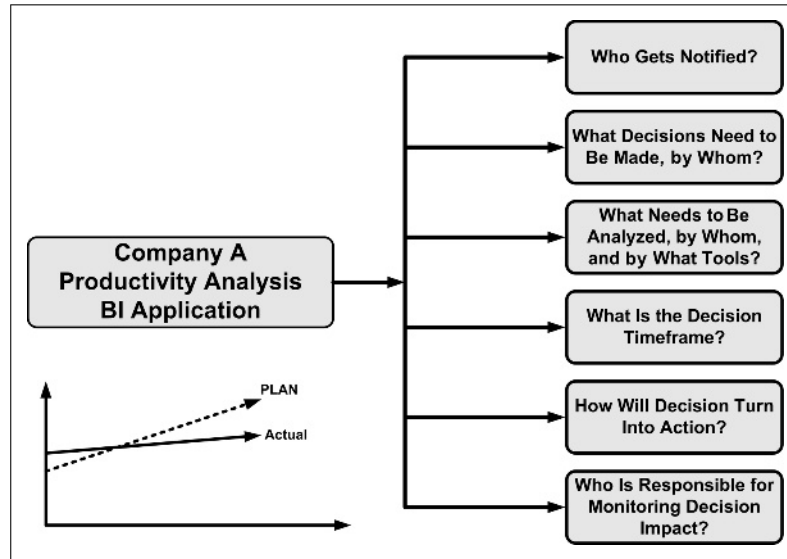 Company A
Productivity Analysis
BI Application
PLAN
Actual
Who Gets Notified?
What Decisions Need to
Be Made, by Whom?
What Needs to Be
Analyzed, by Whom,
and by What Tools?
What Is the Decision
Timeframe?
How Will Decision Turn
Into Action?
Who Is Responsible for
Monitoring Decision
Impact?